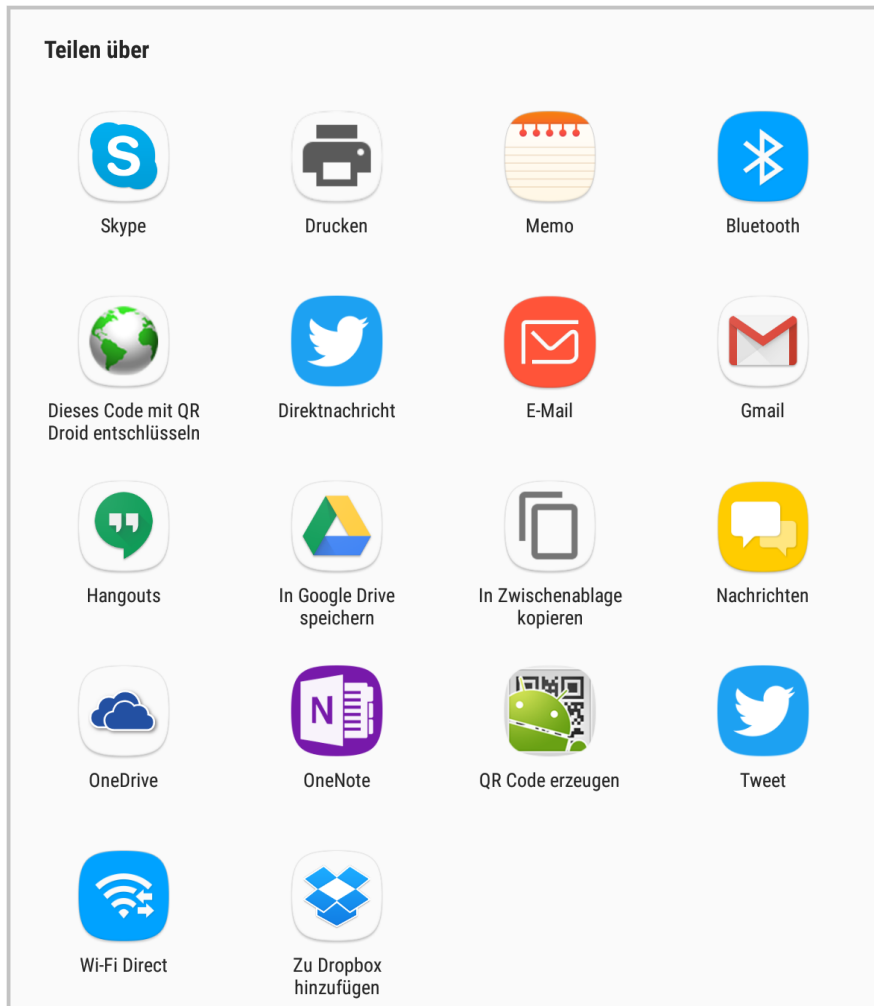 Teilen über
Skype
Drucken
Memo
Bluetooth
Dieses Code mit QR
Droid entschlüsseln
Direktnachricht
E-Mail
Gmail
Hangouts
In Google Drive
speichern
In Zwischenablage
kopieren
Nachrichten
OneDrive
OneNote
QR Code erzeugen
Tweet
Wi-Fi Direct
Zu Dropbox
hinzufügen